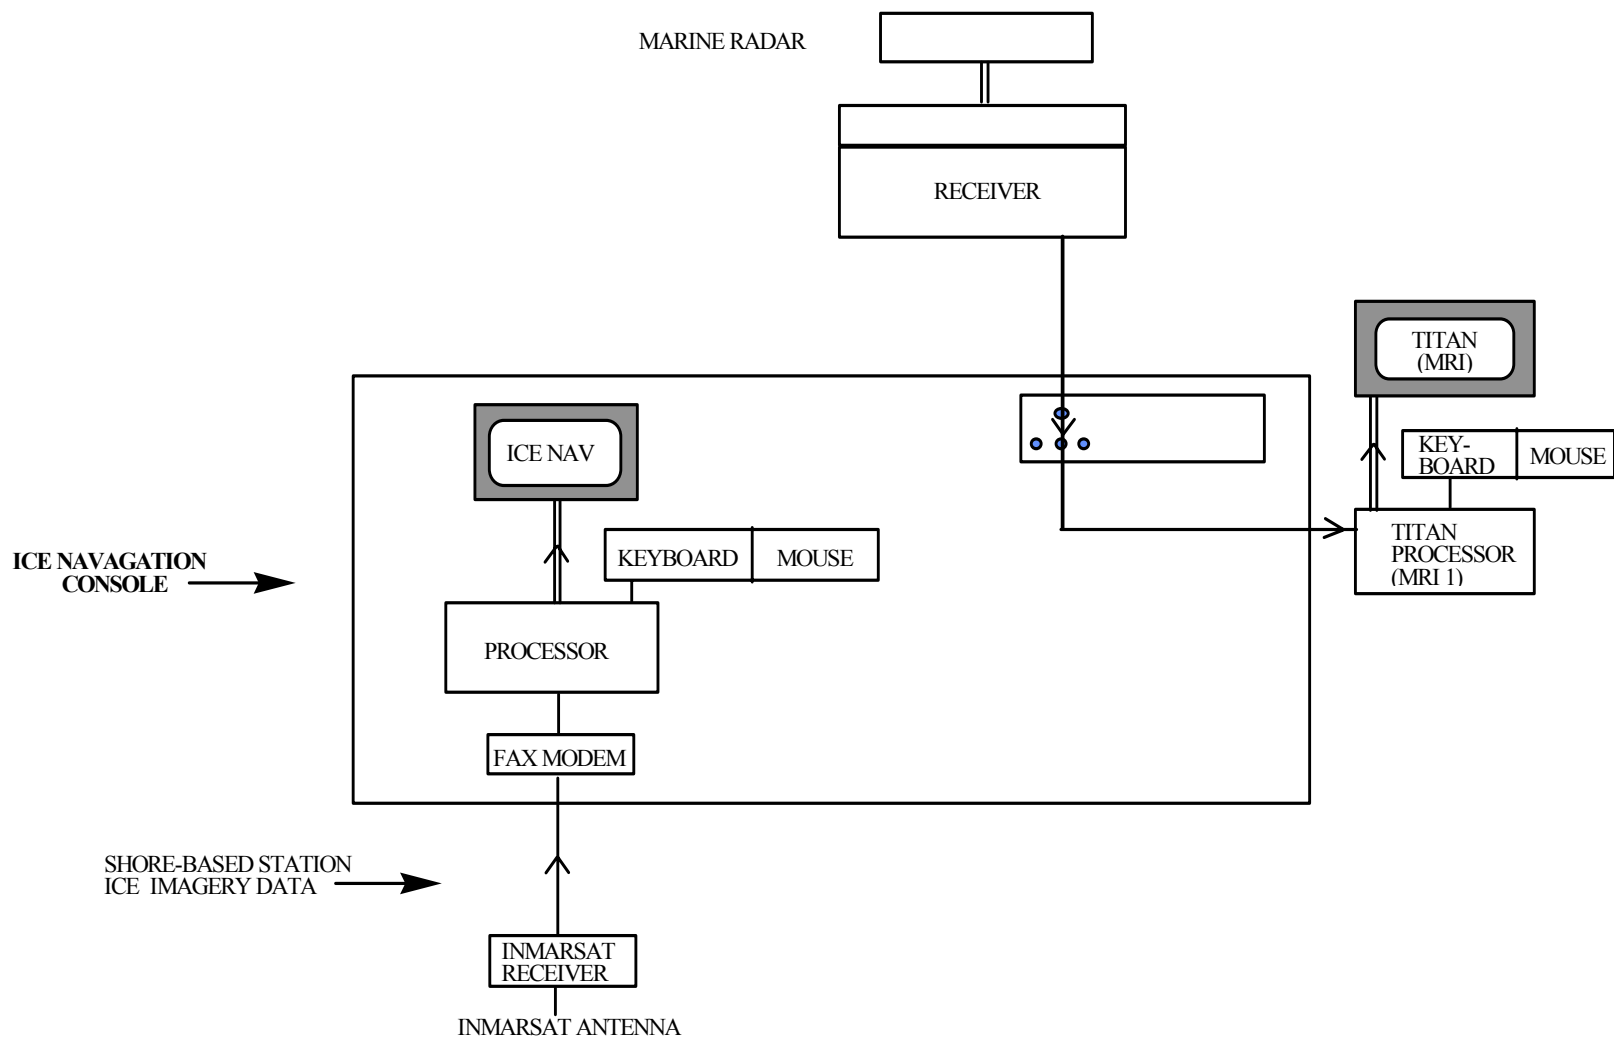 MARINE RADAR
RECEIVER
TITAN
(MRI)
ICE NAV
KEY-
BOARD
MOUSE
KEYBOARD
MOUSE
TITAN
PROCESSOR
(MRI 1)
ICE NAVAGATION
CONSOLE
PROCESSOR
FAX MODEM
SHORE-BASED STATION
ICE IMAGERY DATA
INMARSAT
RECEIVER
INMARSAT ANTENNA